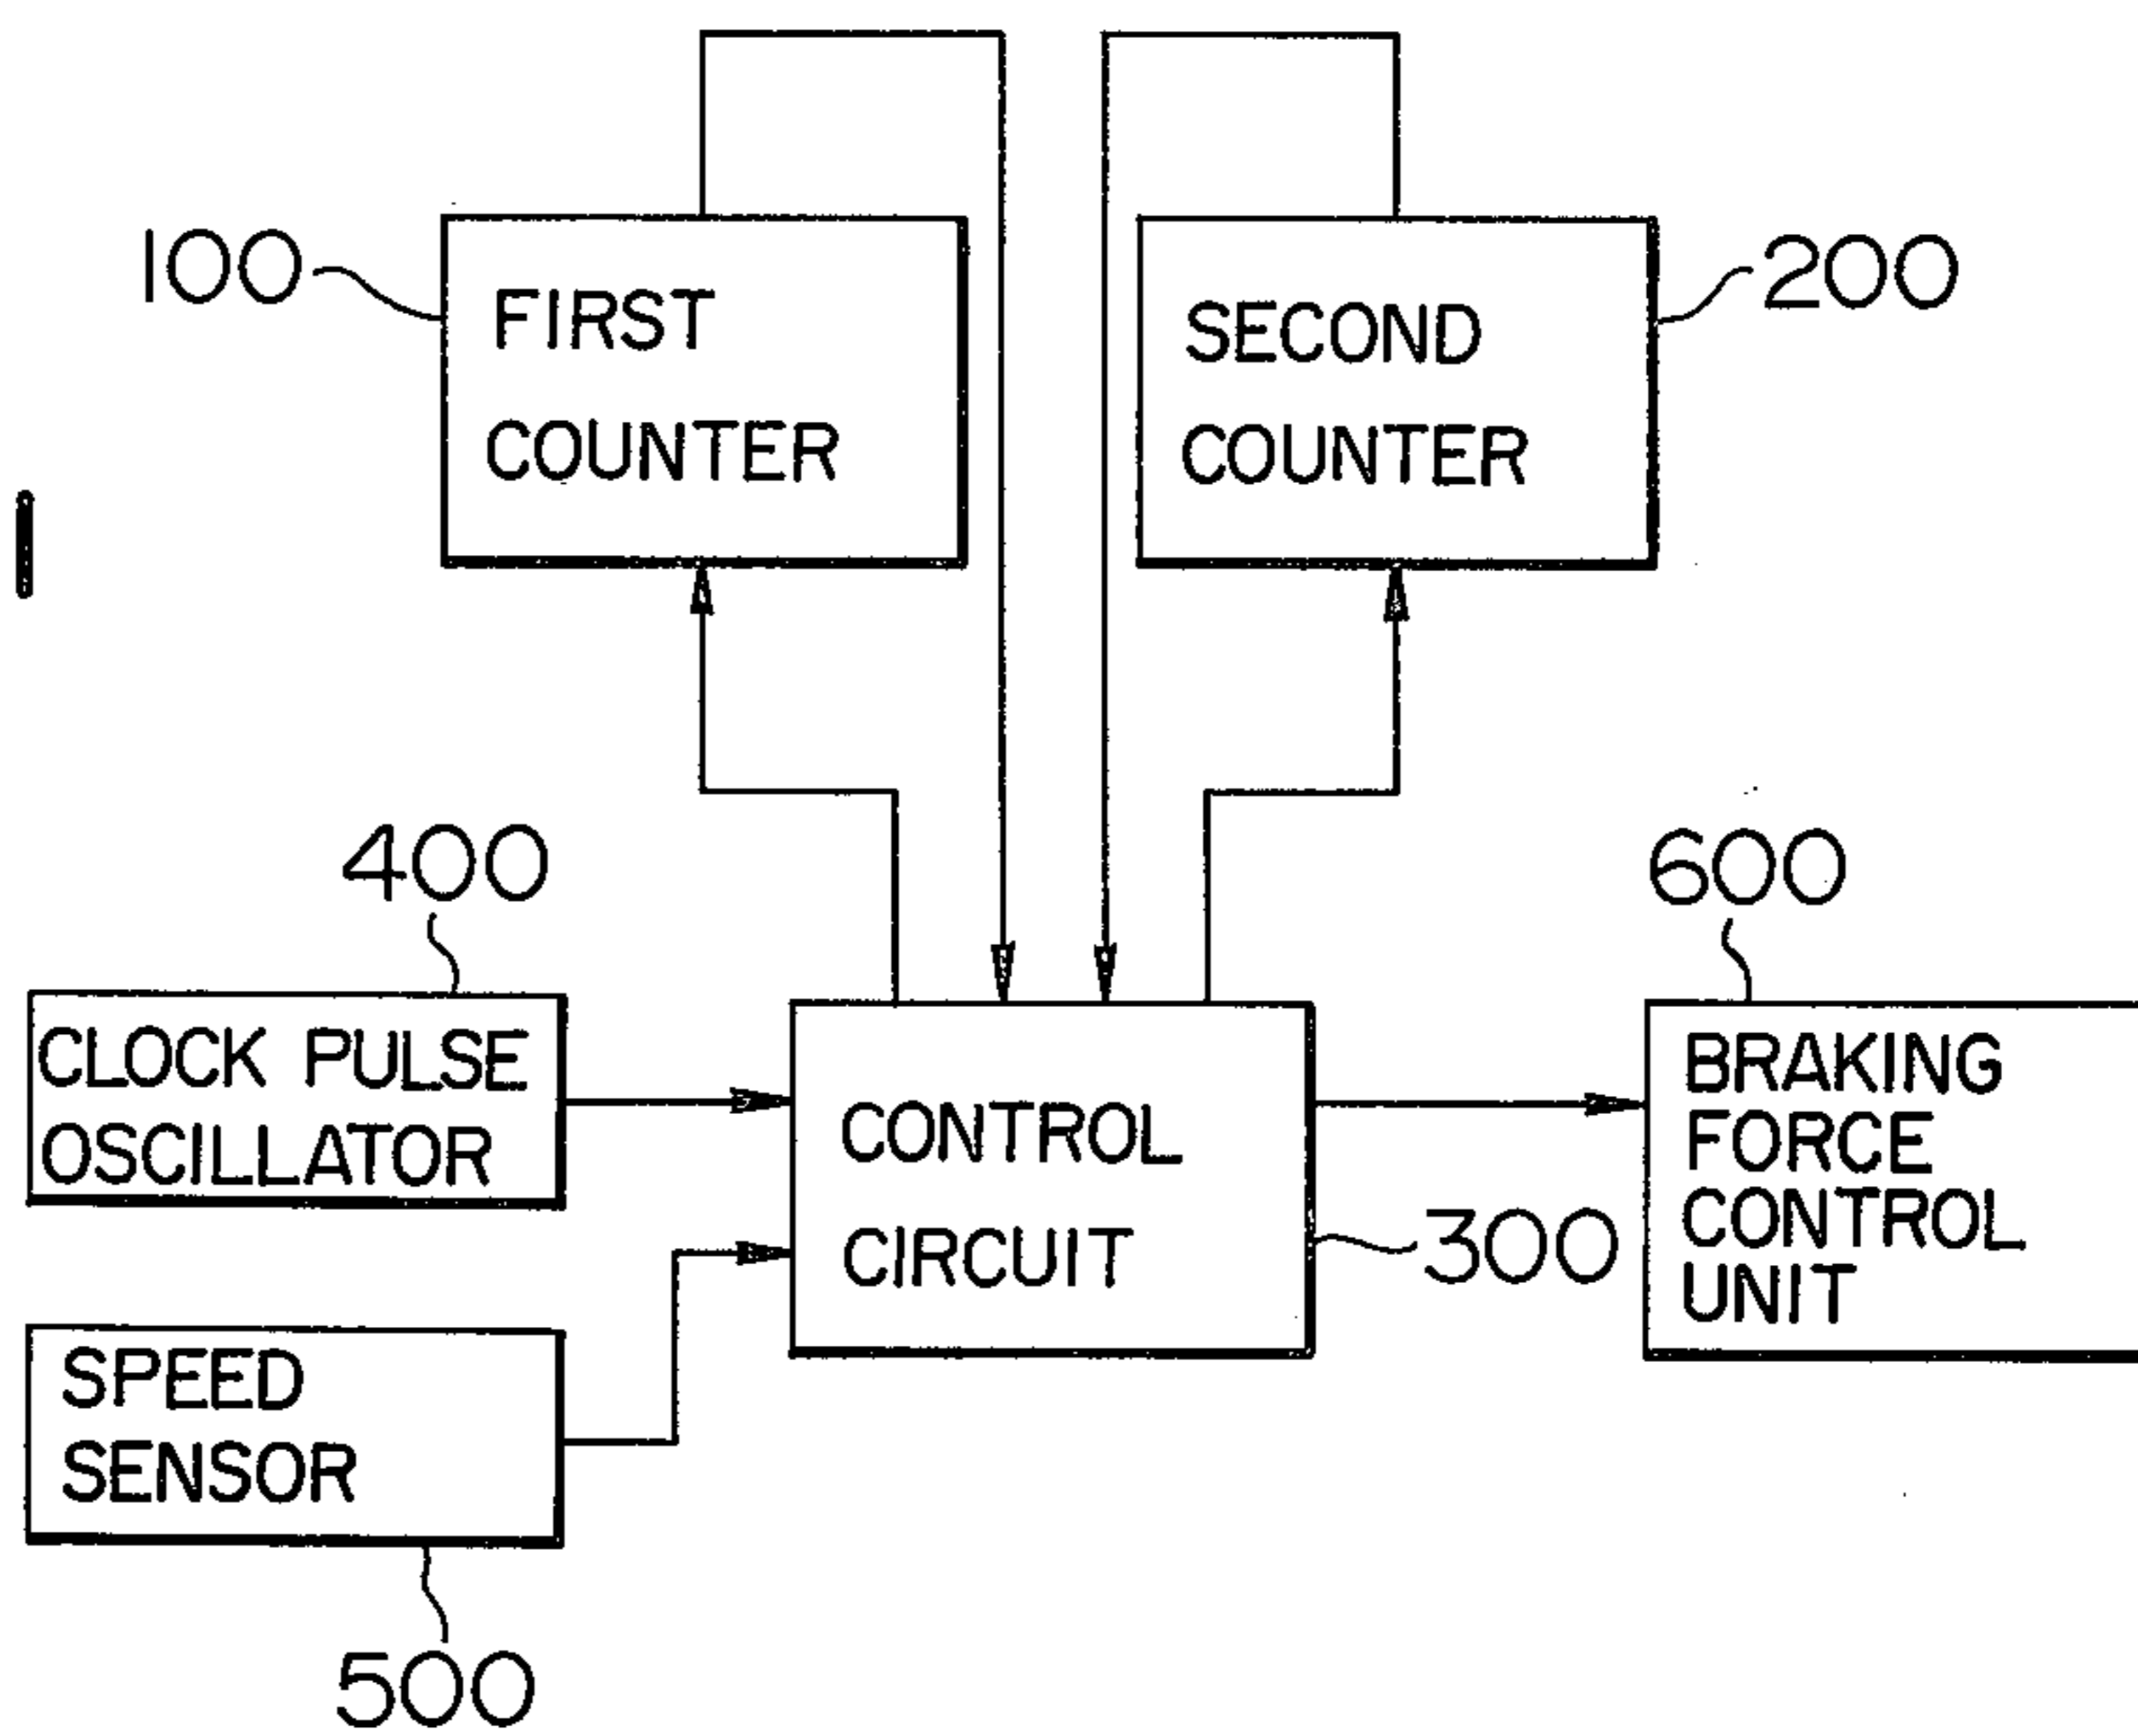 100
FIRST
COUNTER
200
SECOND
COUNTER
1
400
CLOCK PULSE
OSCILLATOR
CONTROL
CIRCUIT
300
600
BRAKING
FORCE
CONTROL
UNIT
SPEED
SENSOR
500